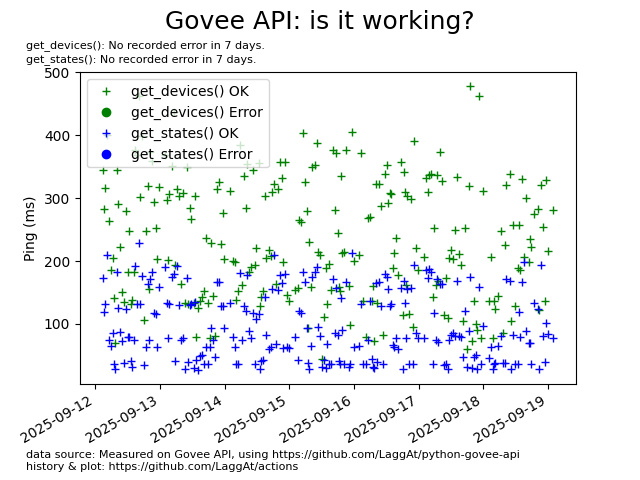 Govee API: is it working?
get_devices(): No recorded error in 7 days.
get_states(): No recorded error in 7 days.
500
400
300
200
100
Ping (ms)
get_devices() OK
get_devices() Error
get_states() OK
get_states() Error
2025-09-12
2025-09-13
2025-09-14
2025-09-15
2025-09-16
2025-09-17
2025-09-18
2025-09-19
data source: Measured on Govee API, using https://github.com/LaggAt/python-govee-api
history & plot: https://github.com/LaggAt/actions